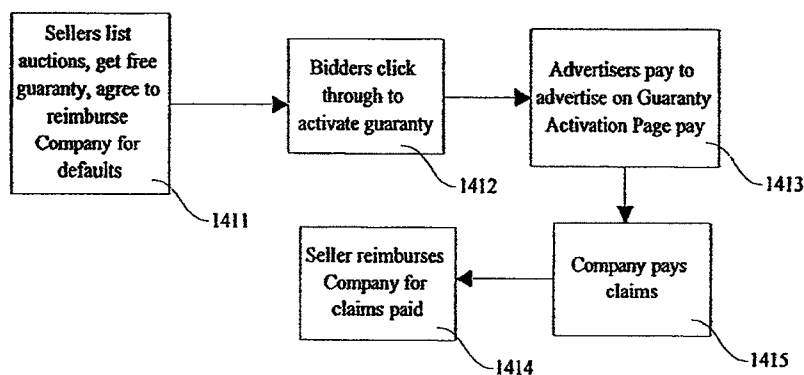 Sellers list
auctions, get free
guaranty, agree to
reimburse
Company for
defaults
1411
Bidders click
through to
activate guaranty
1412
Advertisers pay to
advertise on Guaranty
Activation Page pay
1413
Company pays
claims
1415
Seller reimburses
Company for
claims paid
1414